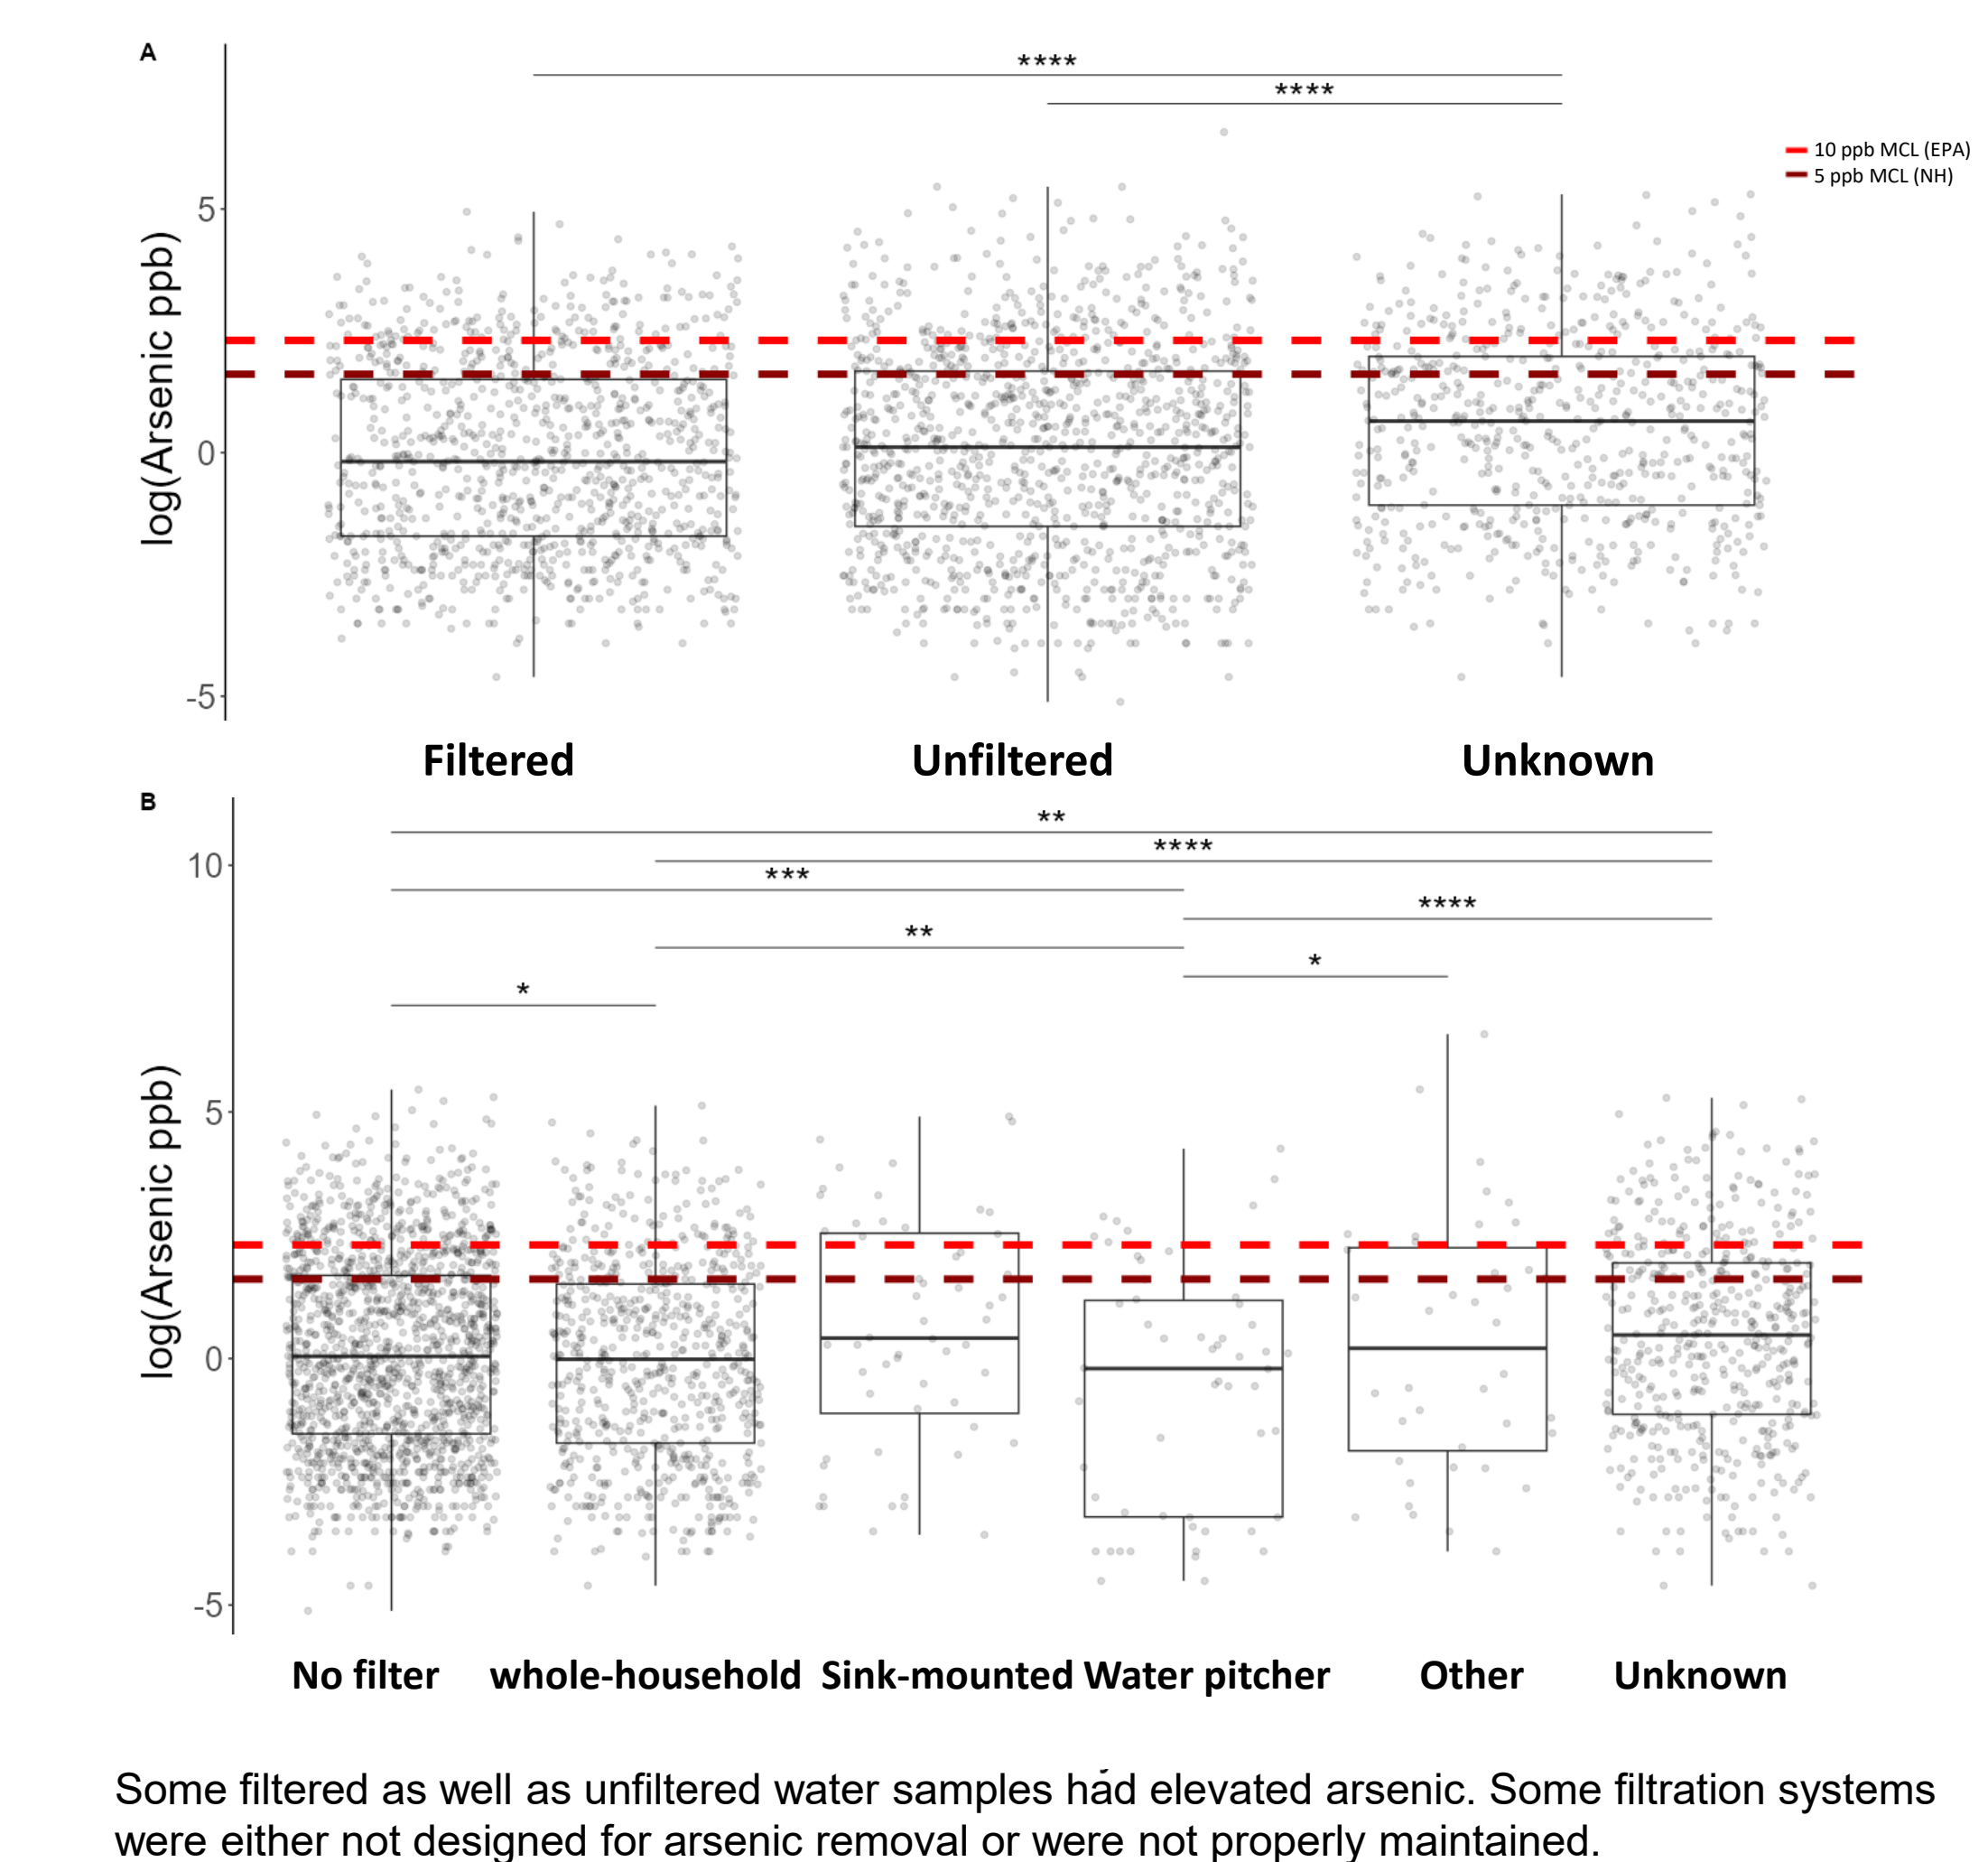 A
****
****
10 ppb MCL (EPA)
5 ppb MCL (NH)
log(Arsenic ppb)
5
0
-5
Filtered Unfiltered Unknown
B
**
****
***
****
**
*
*
log(Arsenic ppb)
10
5
0
-5
No filter whole-household Sink-mounted Water pitcher Other Unknown
Some filtered as well as unfiltered water samples had elevated arsenic. Some filtration systems
were either not designed for arsenic removal or were not properly maintained.